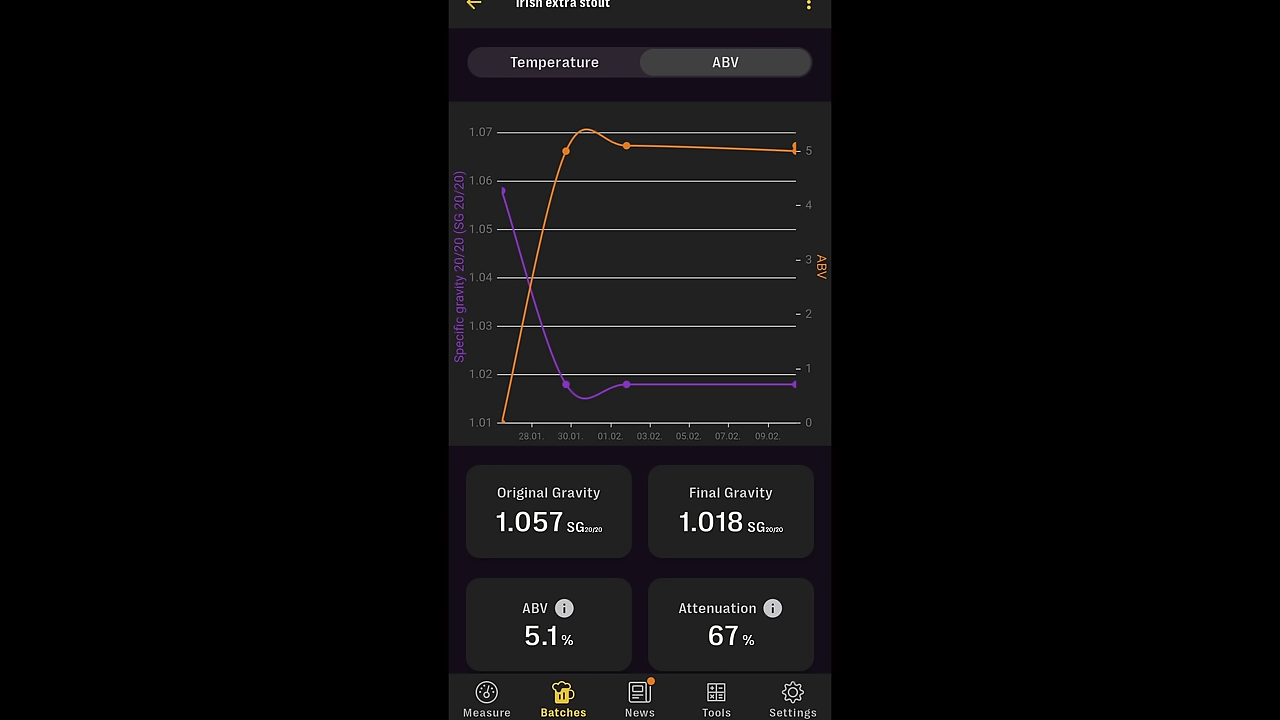 Irish extra stout
Temperature
ABV
1.07
1.06
1.05
1.04
1.03
1.02
1.01
Specific gravity 20/20 (SG 20/20)
5
4
3
2
1
0
ABV
28.01. 30.01. 01.02. 03.02. 05.02. 07.02. 09.02.
Original Gravity
1.057 SG20/20
Final Gravity
1.018 SG20/20
ABV i
5.1 %
Attenuation i
67 %
Measure Batches News Tools Settings